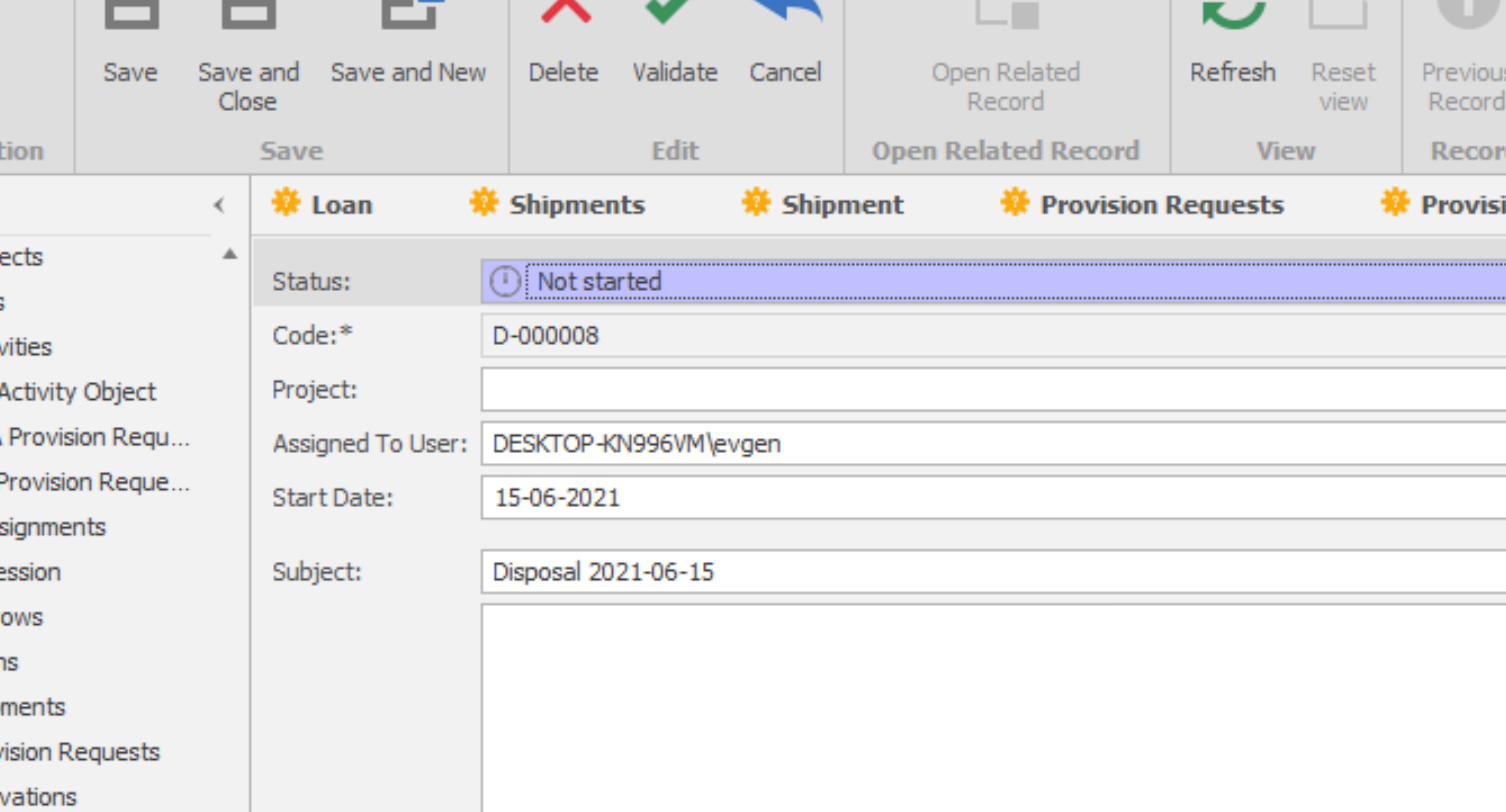 Save
Save and Close
Save and New
Delete
Validate
Cancel
Open Related Record
Refresh
Reset view
Previous Record
tion
Save
Edit
Open Related Record
View
Recor
Loan
Shipments
Shipment
Provision Requests
Provisi
ects
s
vities
Activity Object
Provision Requ...
Provision Reque...
signments
ession
ows
ns
ments
vision Requests
vations
Status:
Not started
Code:*
D-000008
Project:
Assigned To User:
DESKTOP-KN996VM\evgen
Start Date:
15-06-2021
Subject:
Disposal 2021-06-15